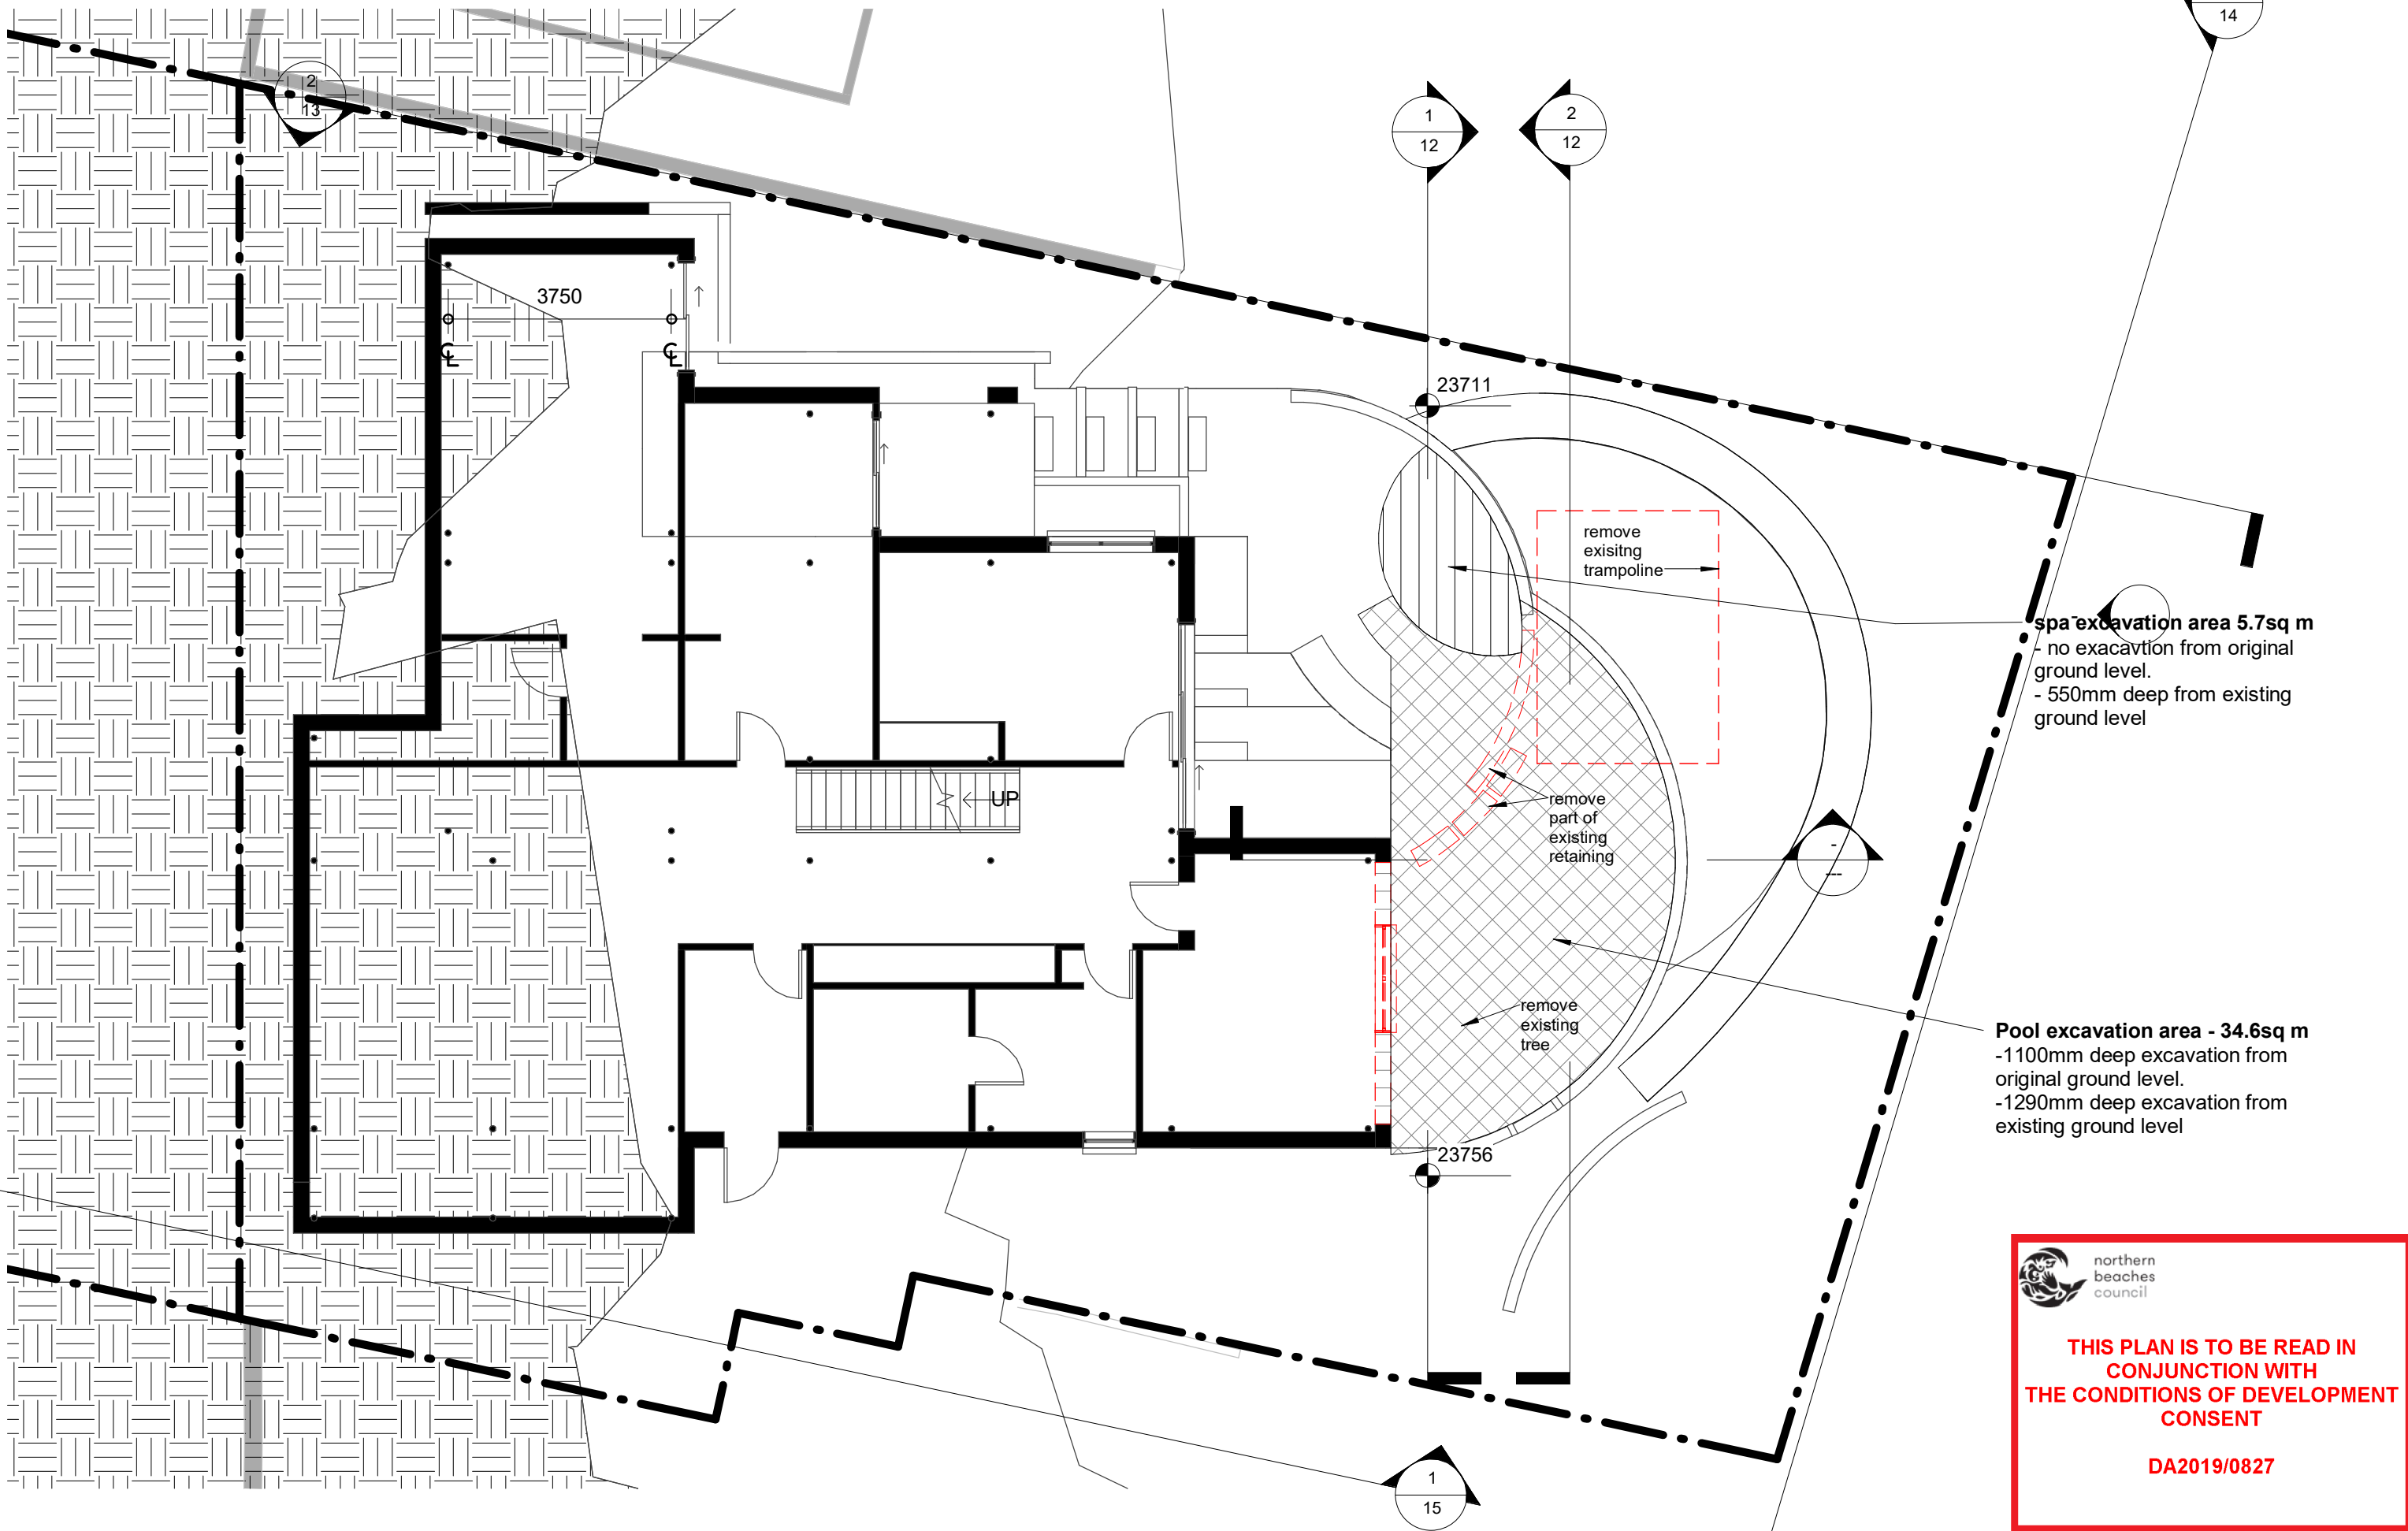 14
2
13
1
12
2
12
3750
C
L
C
L
23711
remove
exisitng
trampoline
spa excavation area 5.7sq m
- no exacavtion from original
ground level.
- 550mm deep from existing
ground level
UP
remove
part of
existing
retaining
-
---
remove
existing
tree
Pool excavation area - 34.6sq m
-1100mm deep excavation from
original ground level.
-1290mm deep excavation from
existing ground level
23756
northern
beaches
council
THIS PLAN IS TO BE READ IN
CONJUNCTION WITH
THE CONDITIONS OF DEVELOPMENT
CONSENT
DA2019/0827
1
15